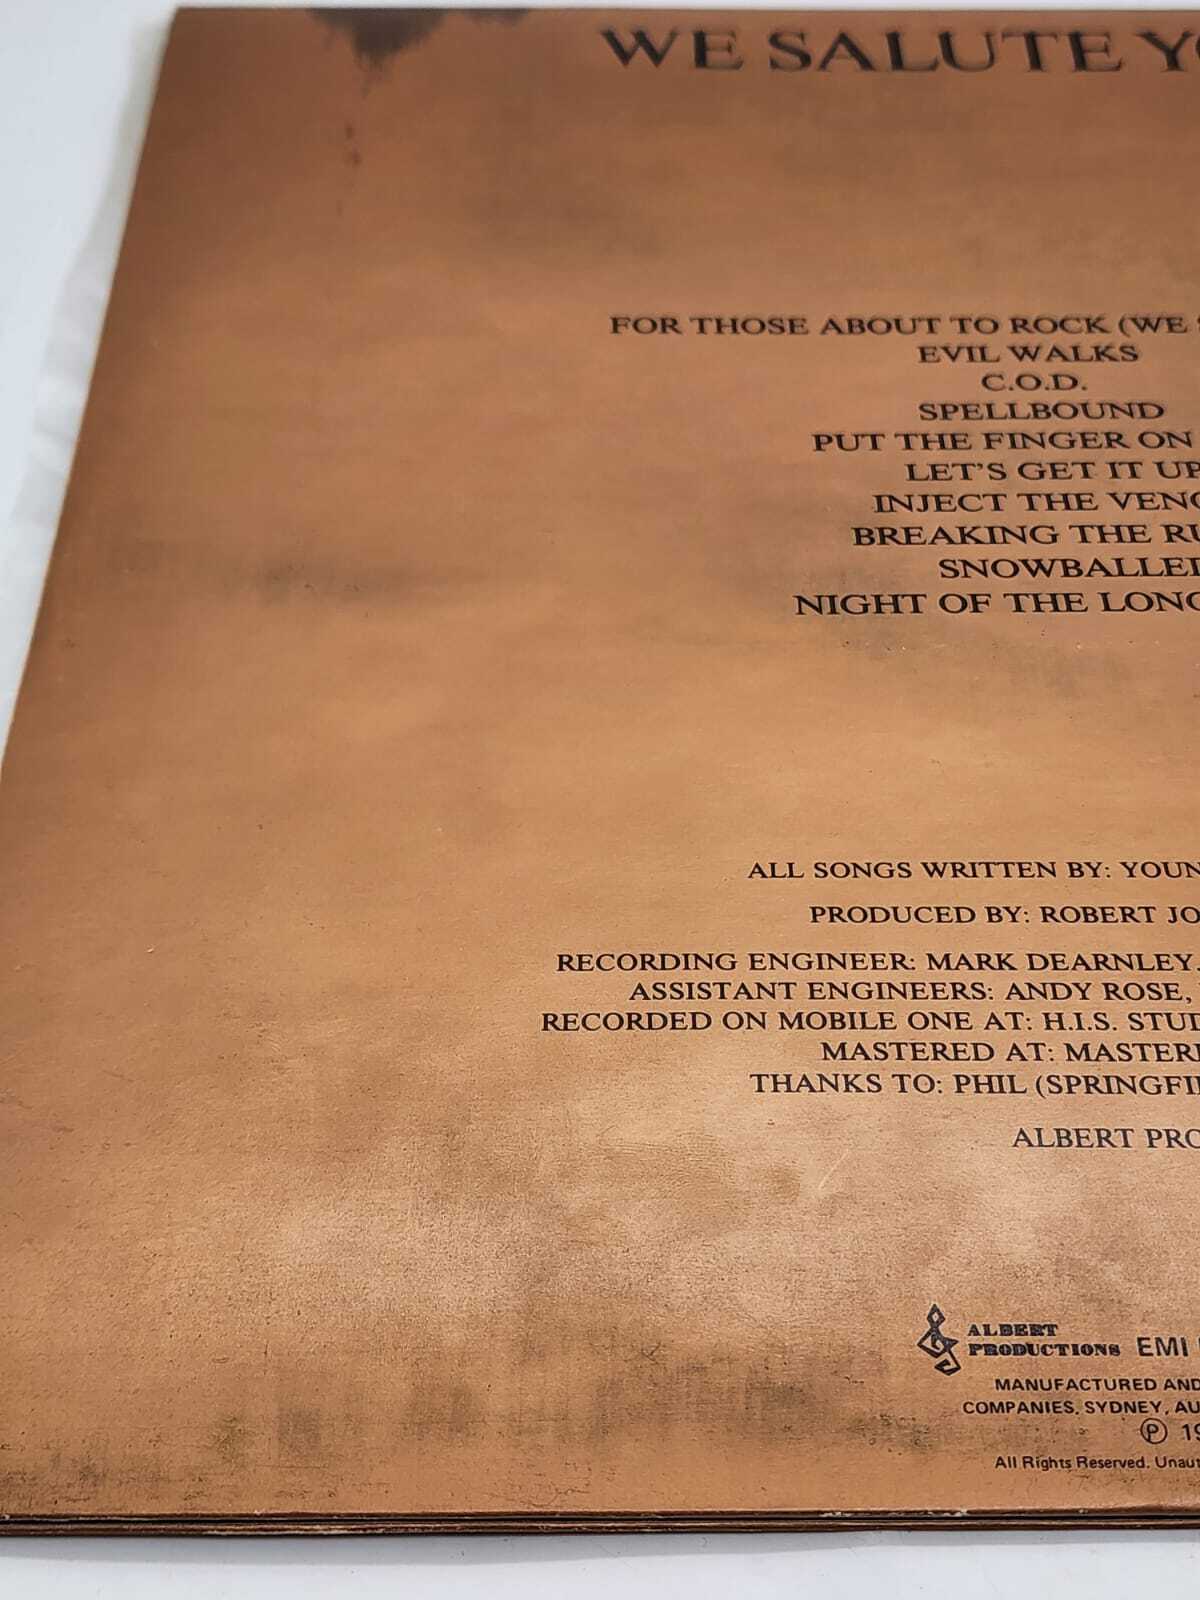 WE SALUTE YO
FOR THOSE ABOUT TO ROCK (WE
EVIL WALKS
C.O.D.
SPELLBOUND
PUT THE FINGER ON
LET'S GET IT UP
INJECT THE VENO
BREAKING THE RU
SNOWBALLED
NIGHT OF THE LONG
ALL SONGS WRITTEN BY: YOUN
PRODUCED BY: ROBERT JO
RECORDING ENGINEER: MARK DEARNLEY,
ASSISTANT ENGINEERS: ANDY ROSE,
RECORDED ON MOBILE ONE AT: H.I.S. STUD
MASTERED AT: MASTER
THANKS TO: PHIL (SPRINGFI
ALBERT PRO
ALBERT
PRODUCTIONS EMI
MANUFACTURED AND
COMPANIES, SYDNEY, AU
Ⓟ 19
All Rights Reserved. Unaut